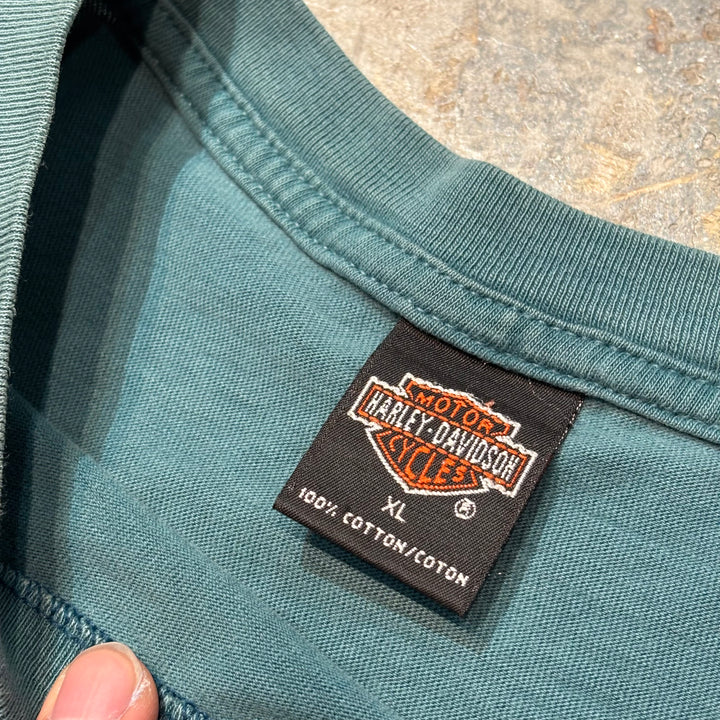 MOTOR
HARLEY-DAVIDSON
CYCLES
®
XL
100% COTTON/COTON